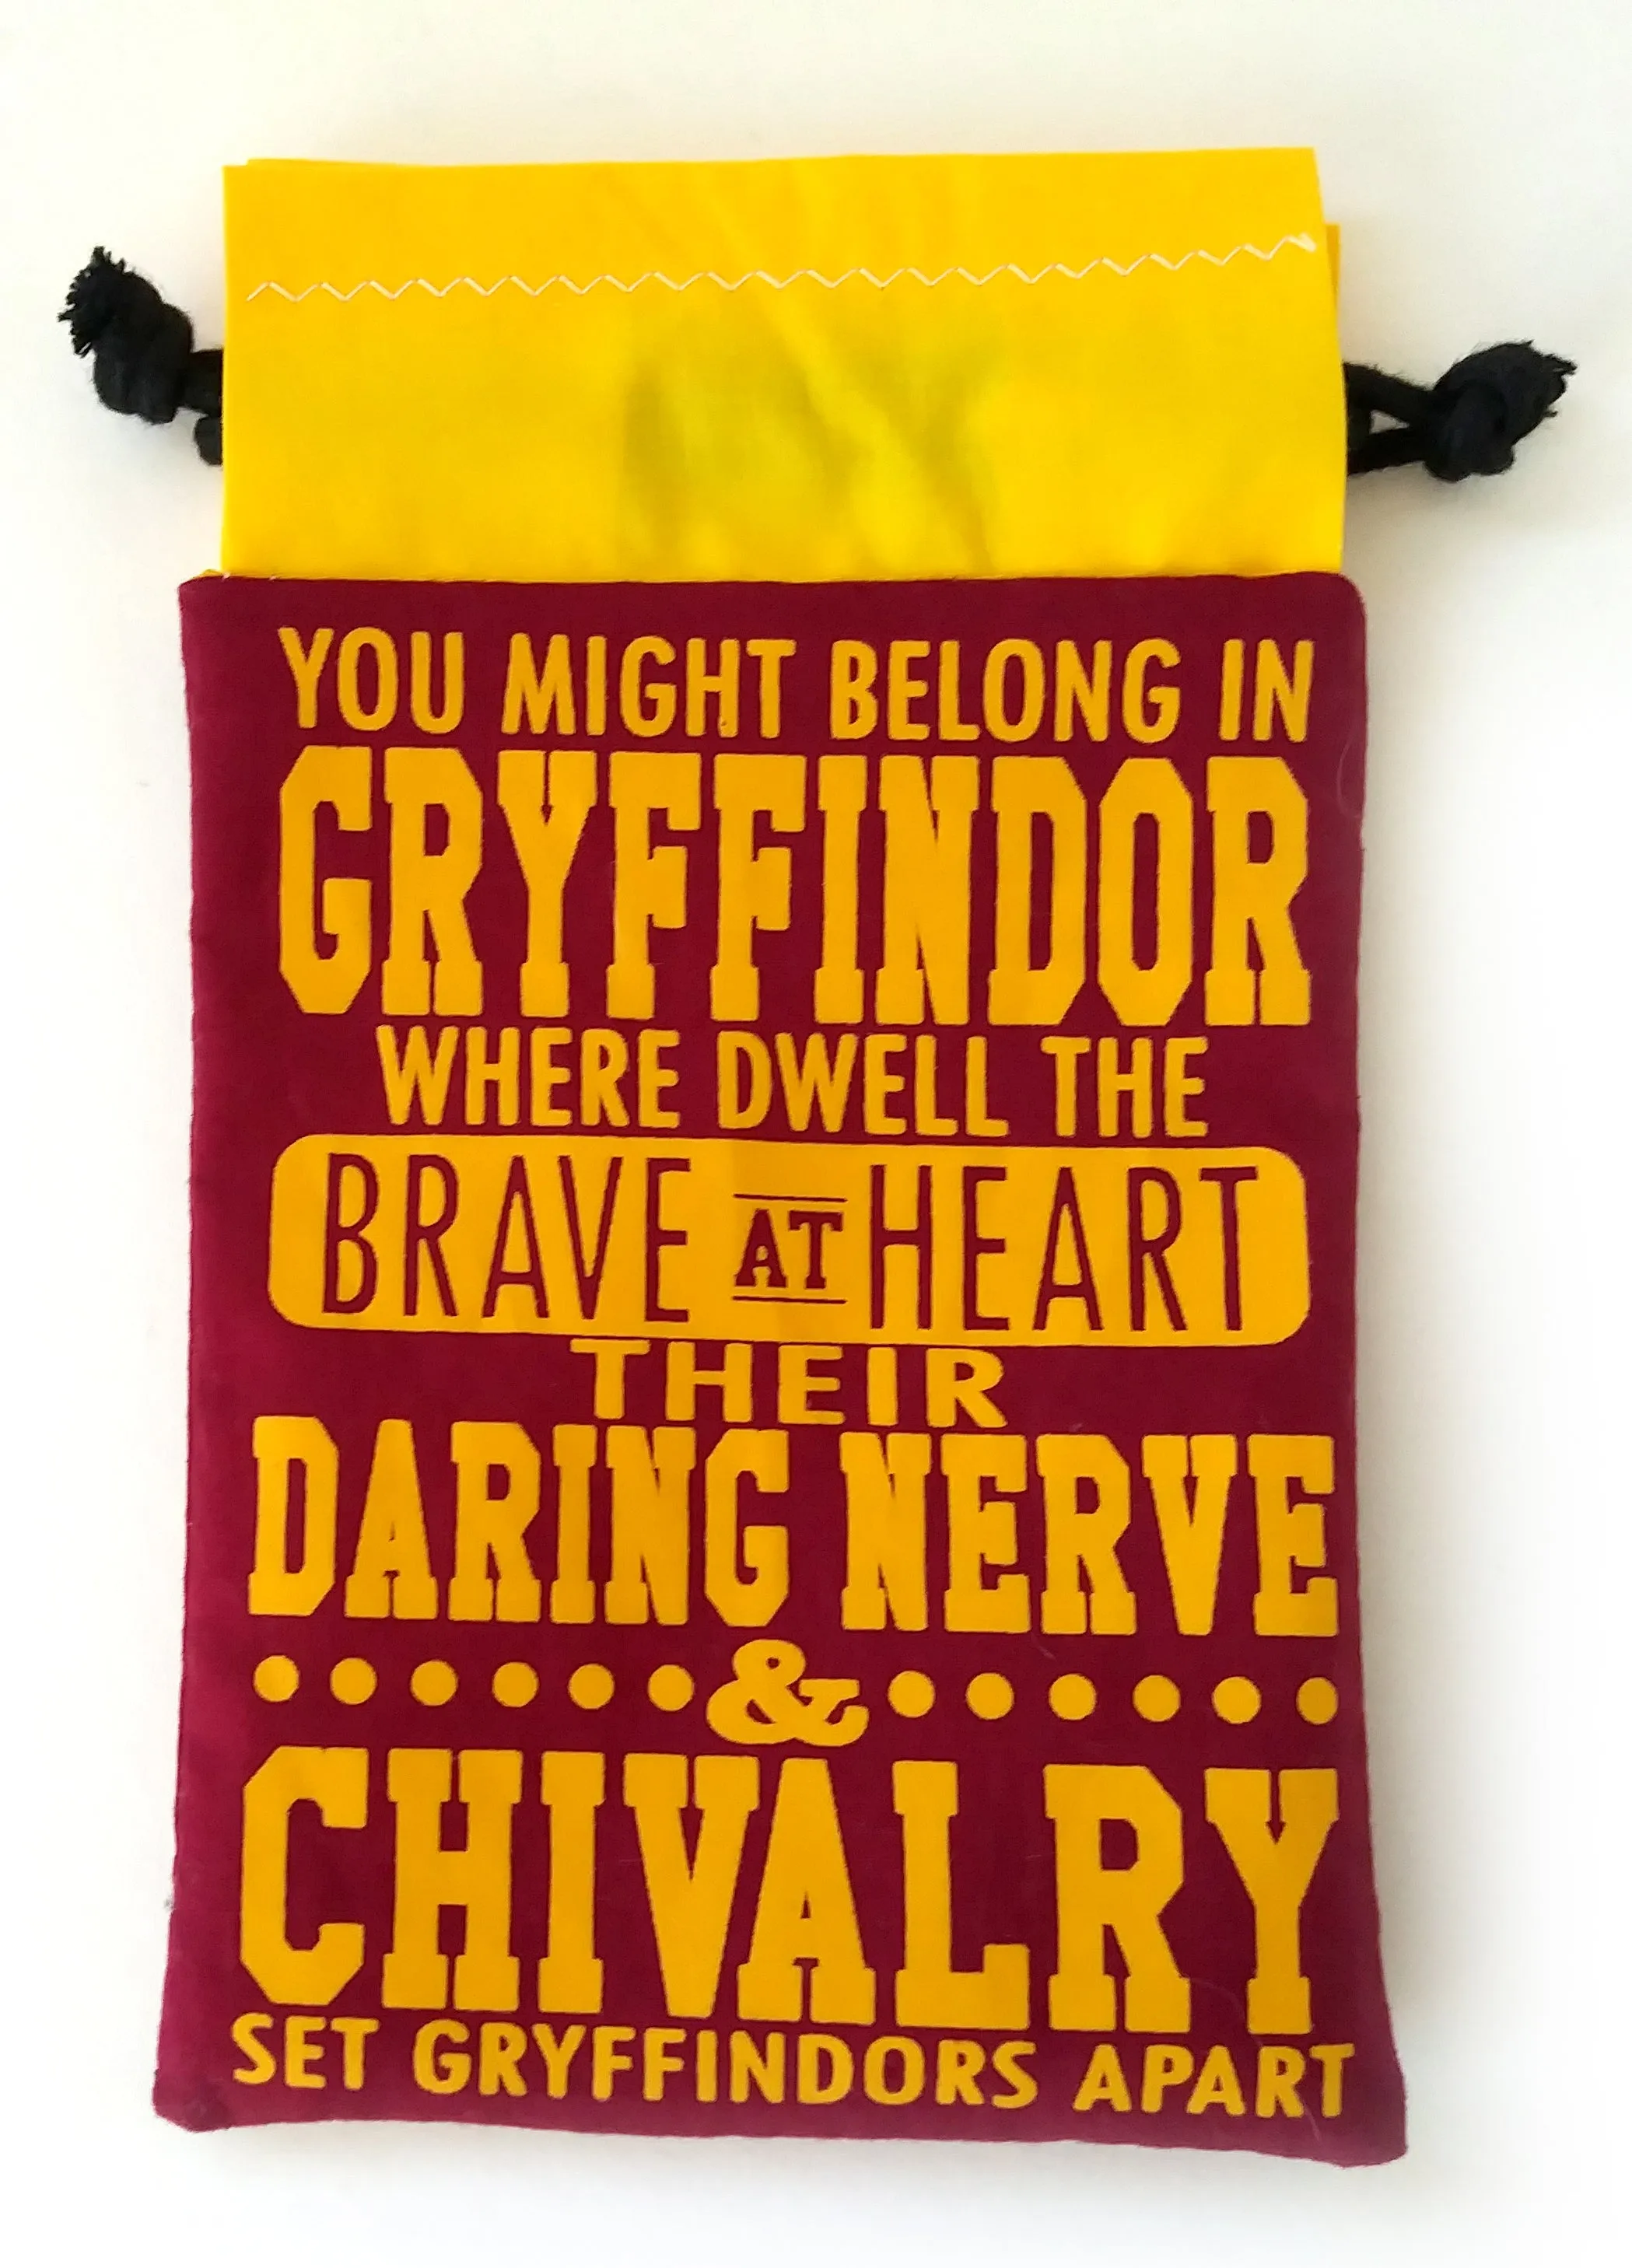 YOU MIGHT BELONG IN
GRYFFINDOR
WHERE DWELL THE
BRAVE AT HEART
THEIR
DARING NERVE
&
CHIVALRY
SET GRYFFINDORS APART